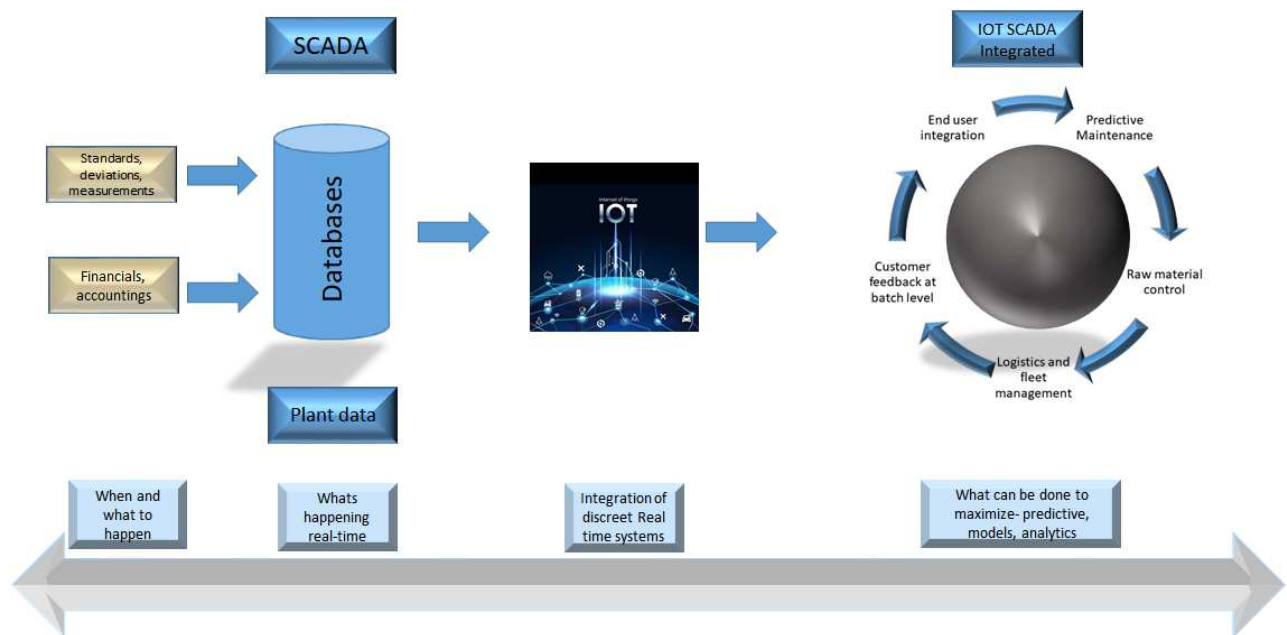 SCADA
IOT SCADA
Integrated
Standards,
deviations,
measurements
Financials,
accountings
Databases
Plant data
Internet of things
IOT
End user
integration
Predictive
Maintenance
Raw material
control
Logistics and
fleet
management
Customer
feedback at
batch level
When and
what to
happen
Whats
happening
real-time
Integration of
discreet Real
time systems
What can be done to
maximize- predictive,
models, analytics